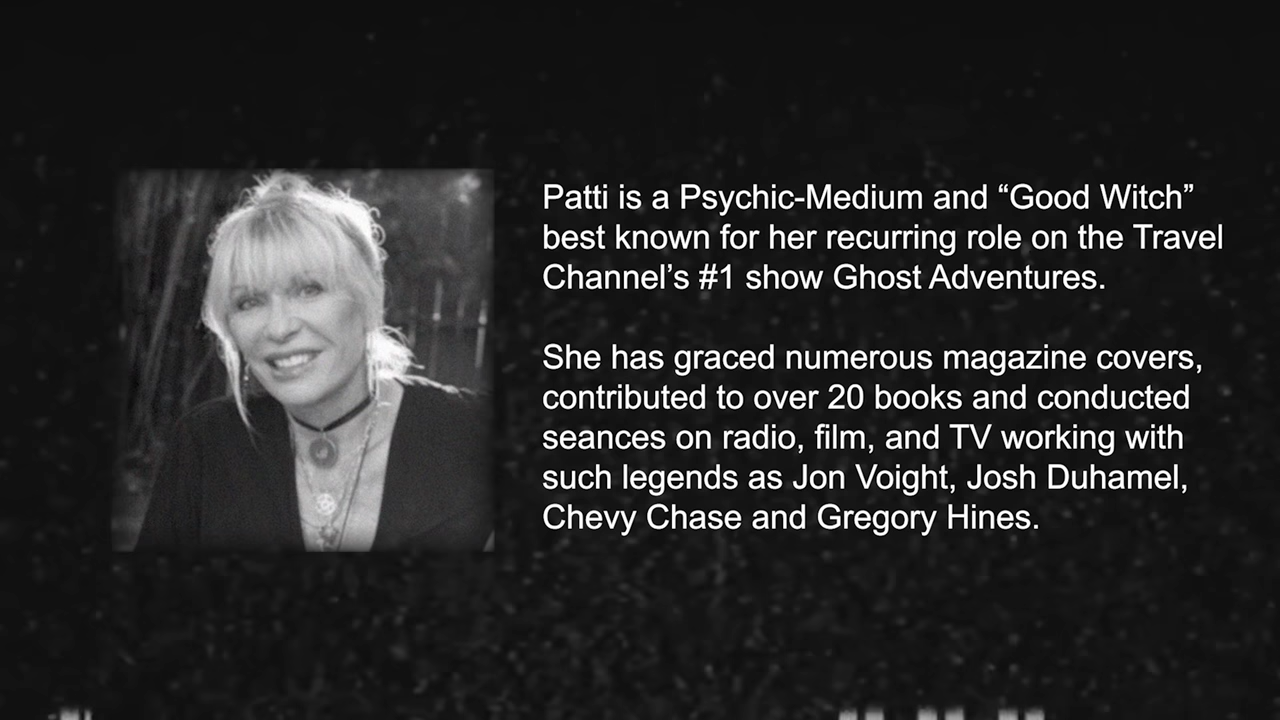 Patti is a Psychic-Medium and “Good Witch”
best known for her recurring role on the Travel
Channel’s #1 show Ghost Adventures.
She has graced numerous magazine covers,
contributed to over 20 books and conducted
seances on radio, film, and TV working with
such legends as Jon Voight, Josh Duhamel,
Chevy Chase and Gregory Hines.